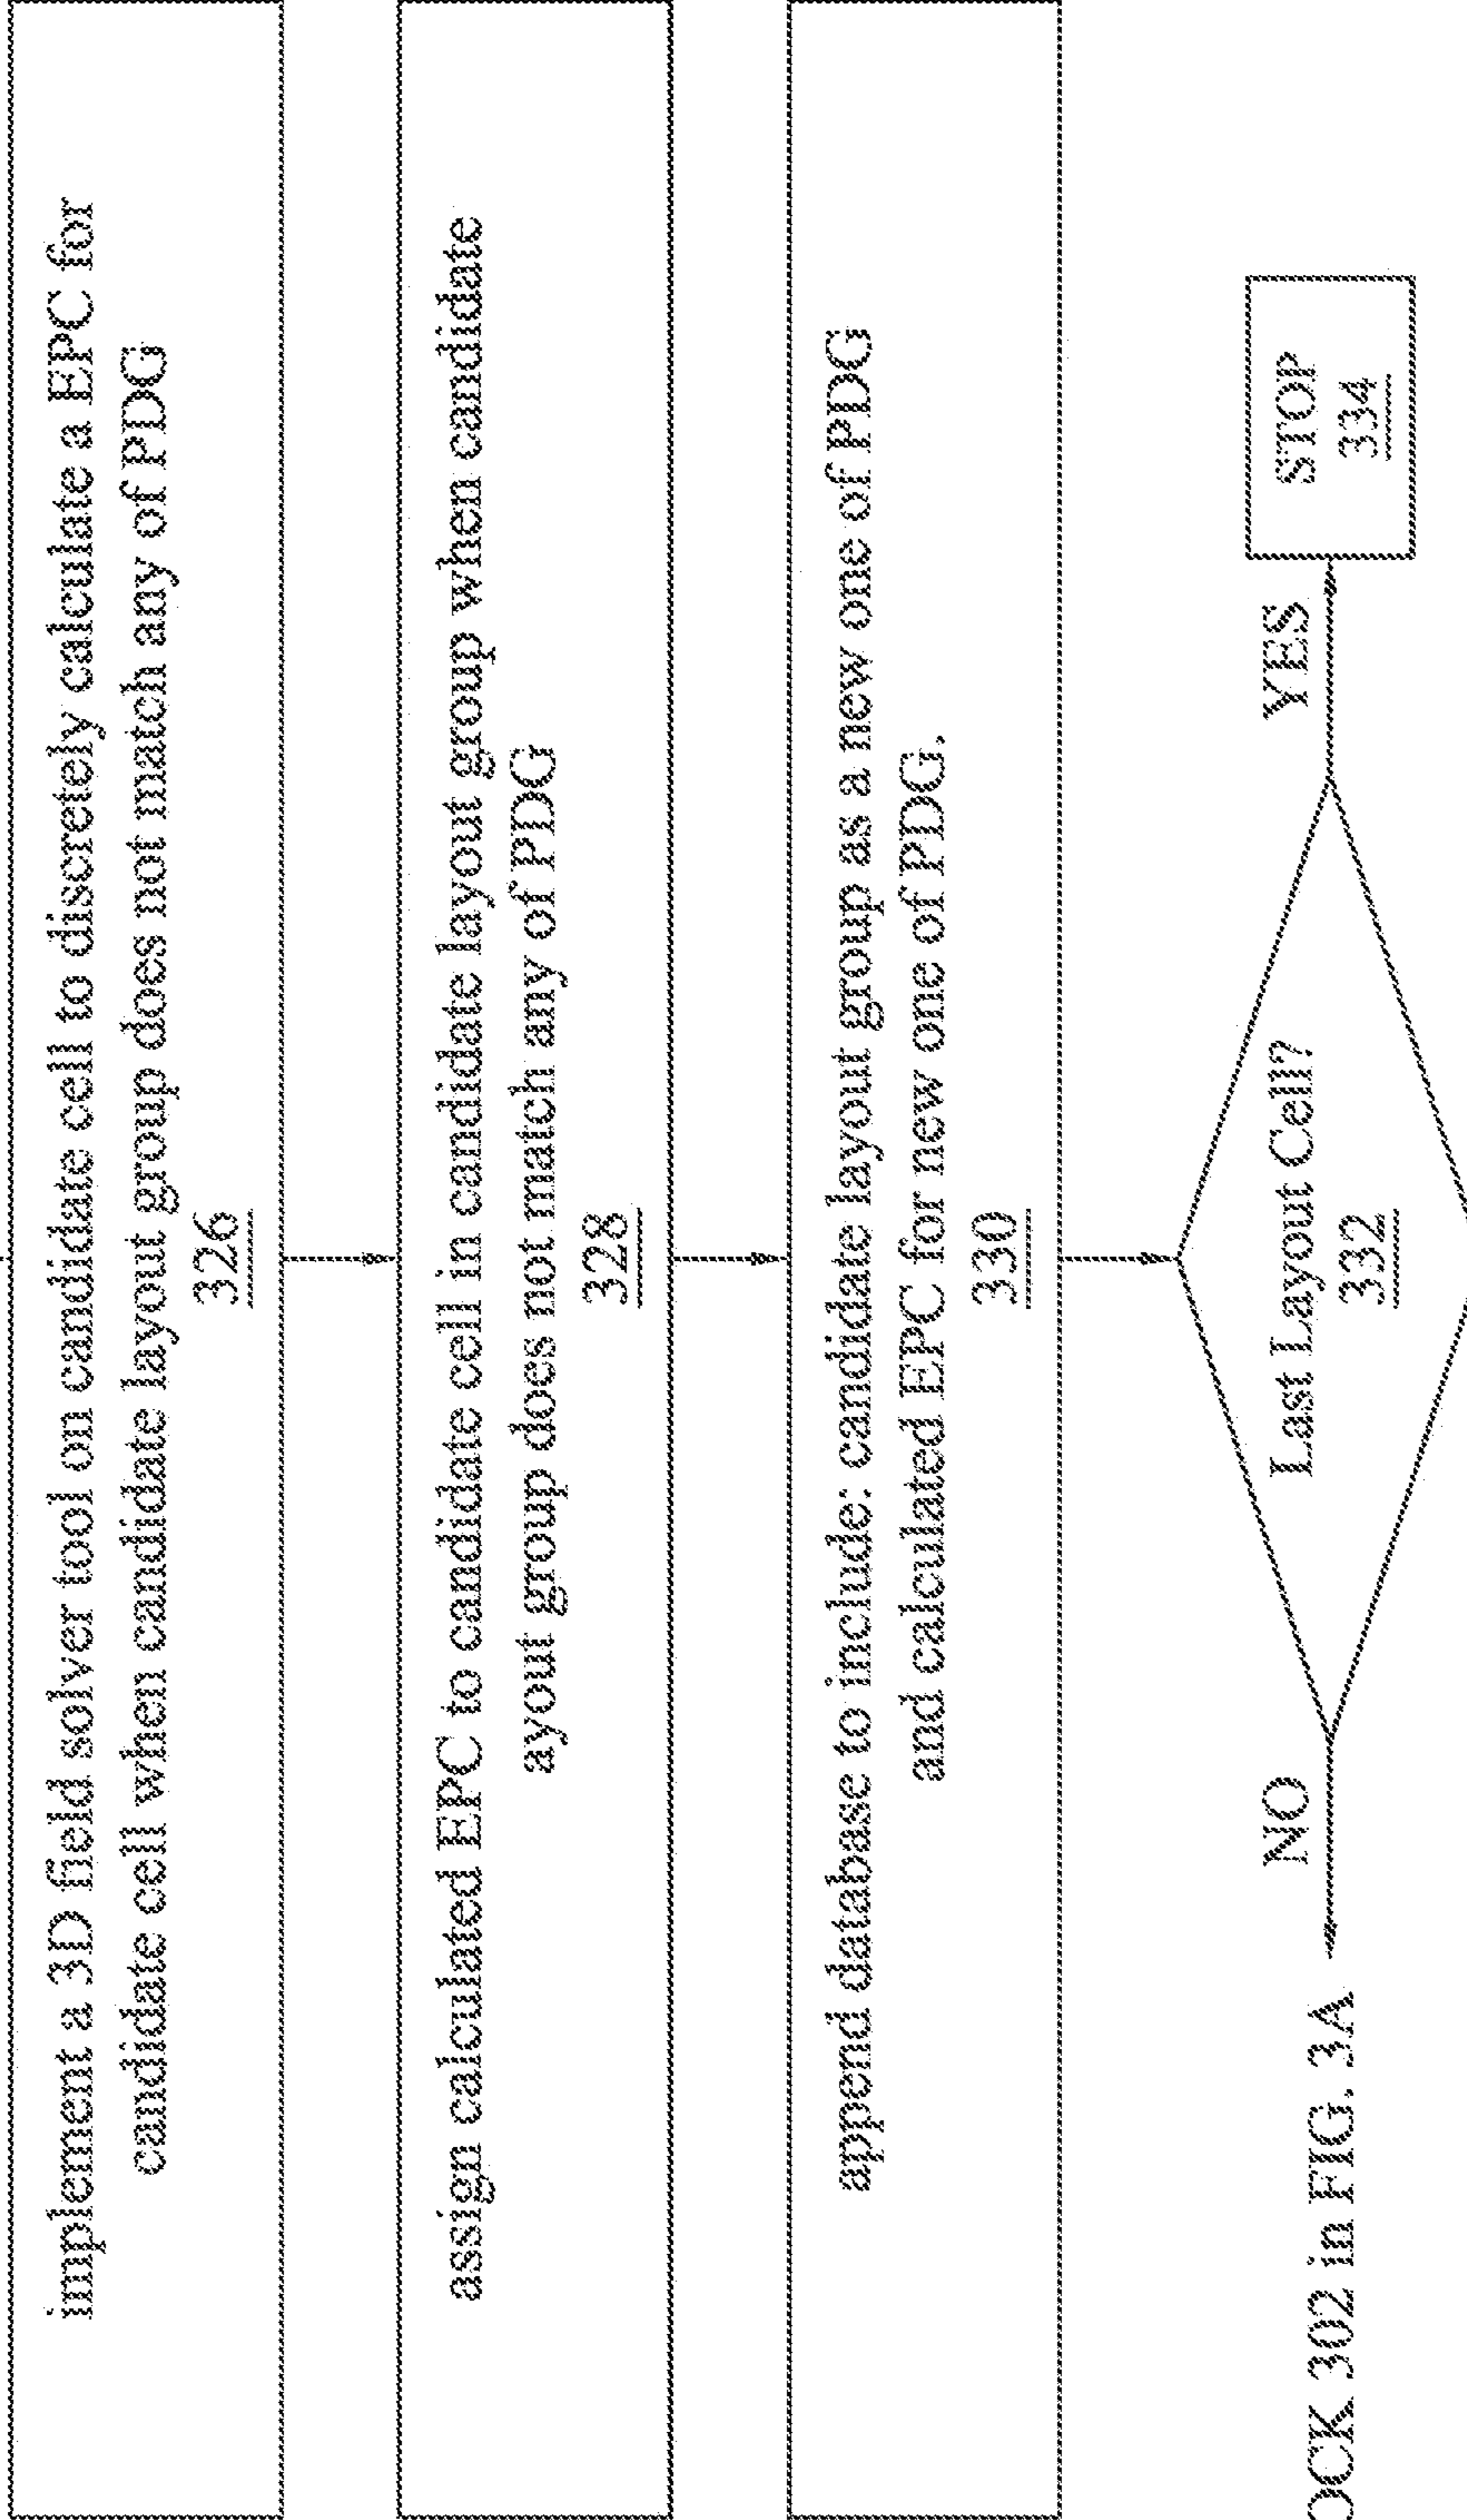 implement a 3D field solver tool on candidate cell to discretely calculate a EPC for
candidate cell when candidate layout group does not match any of PDG
326
assign calculated EPC to candidate cell in candidate layout group when candidate
ayout group does not match any of PDG
328
append database to include: candidate layout group as a new one of PDG
and calculated EPC for new one of PDG.
330
Last Layout Cell?
332
YES
STOP
334
NO
OCK 302 in FIG. 3A